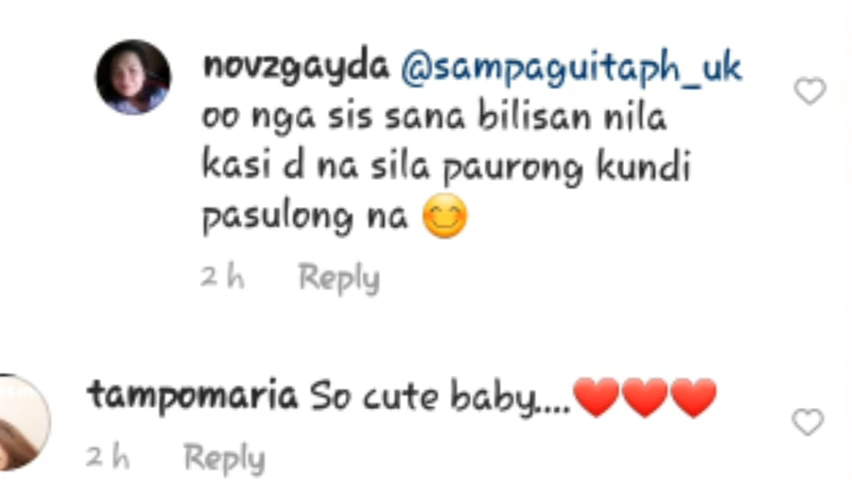 novzgayda @sampaguitaph_uk
oo nga sis sana bilisan nila
kasi d na sila paurong kundi
pasulong na 😊
2 h Reply
tampomaria So cute baby....❤️❤️❤️
2 h Reply